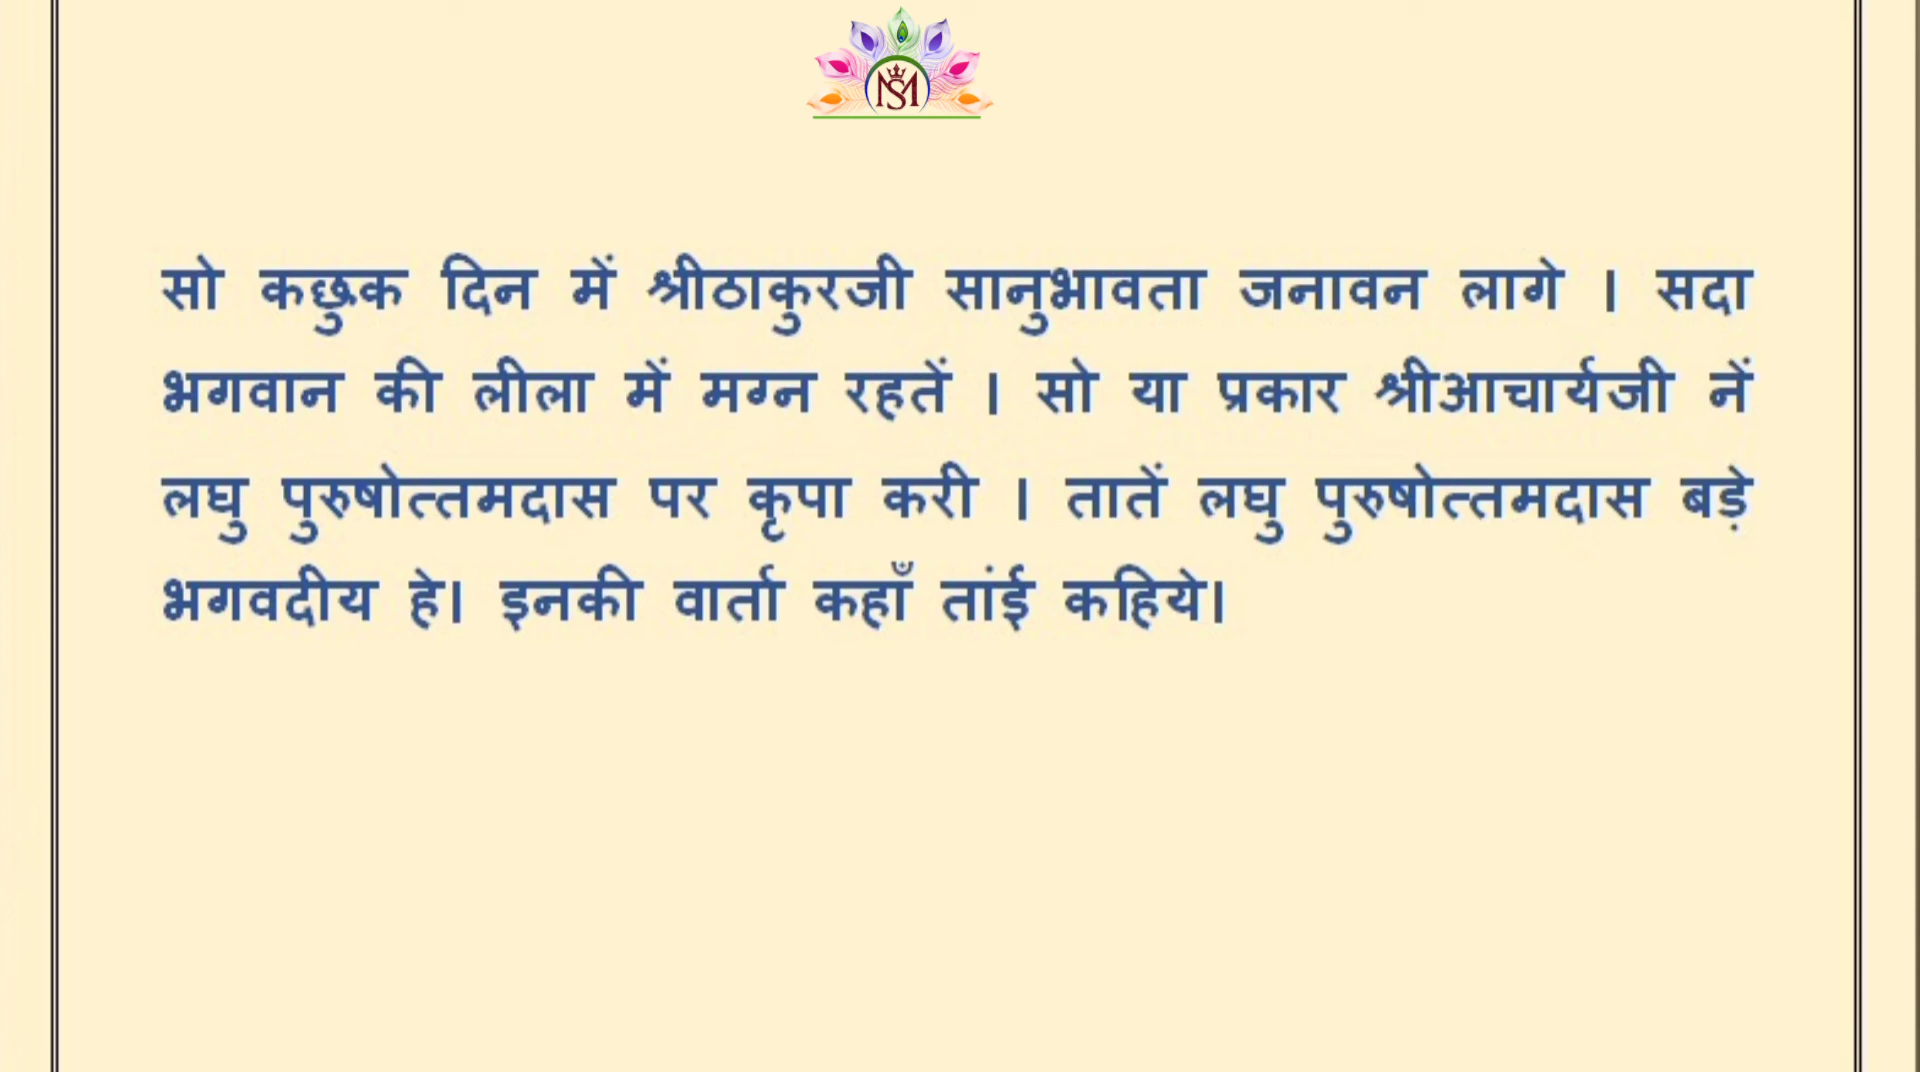 SM
सो कछुक दिन में श्रीठाकुरजी सानुभावता जनावन लागे । सदा
भगवान की लीला में मग्न रहतें । सो या प्रकार श्रीआचार्यजी नें
लघु पुरुषोत्तमदास पर कृपा करी । तातें लघु पुरुषोत्तमदास बड़े
भगवदीय हे। इनकी वार्ता कहाँ तांई कहिये।